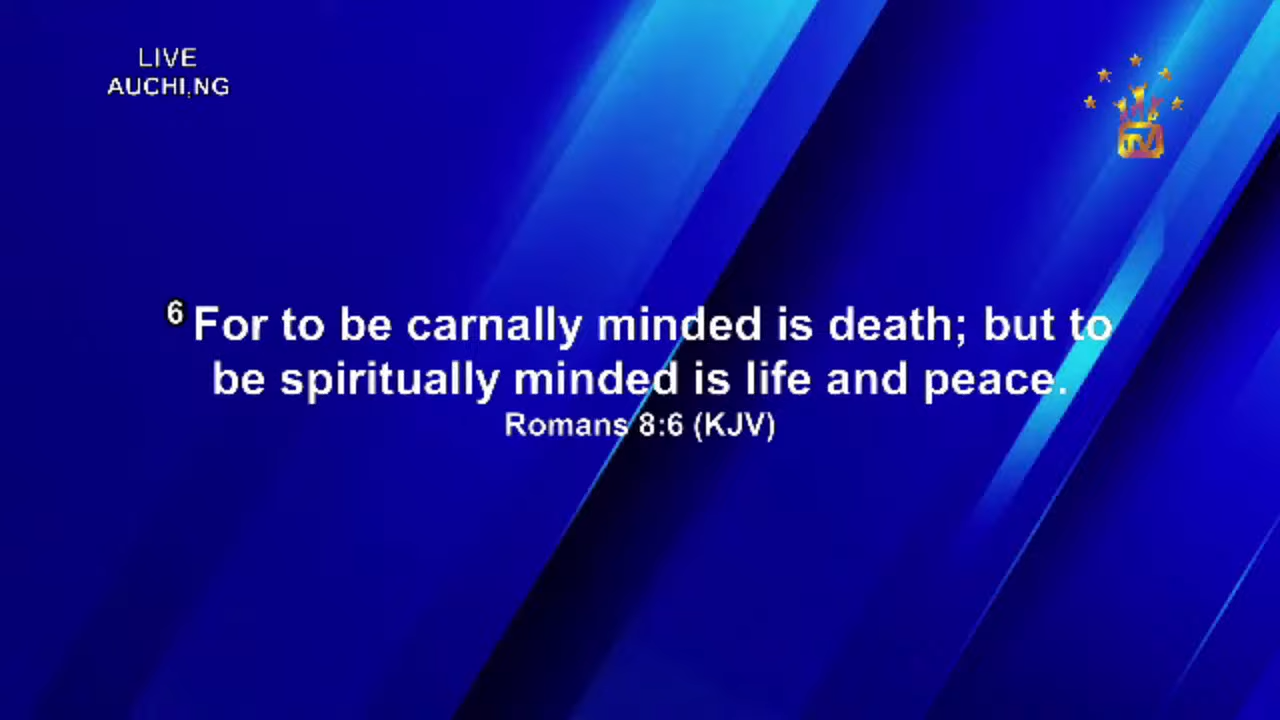 LIVE
AUCHI,NG
TV
6 For to be carnally minded is death; but to
be spiritually minded is life and peace.
Romans 8:6 (KJV)